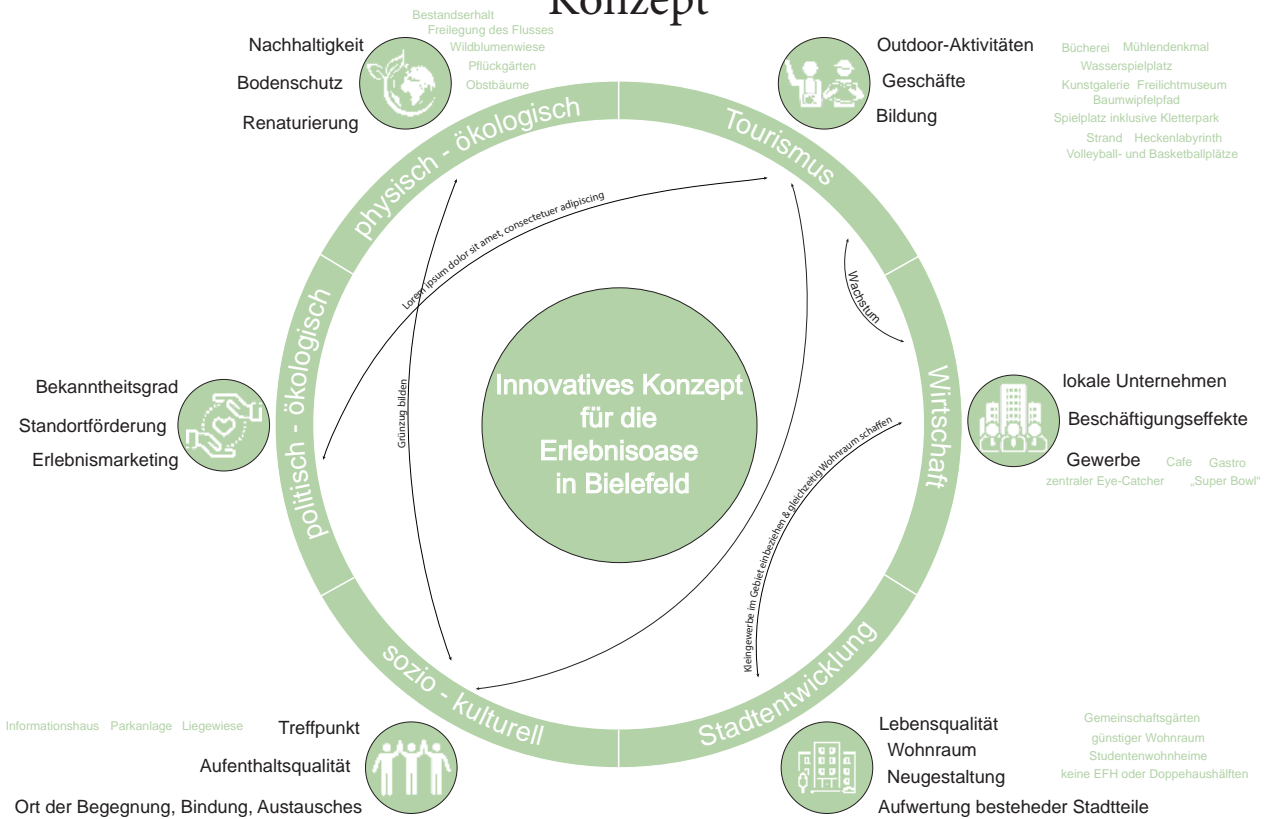 Konzept
Bestandserhalt
Freilegung des Flusses
Wildblumenwiese
Pflückgärten
Obstbäume
Nachhaltigkeit
Bodenschutz
Renaturierung
Outdoor-Aktivitäten
Geschäfte
Bildung
Bücherei Mühlendenkmal
Wasserspielplatz
Kunstgalerie Freilichtmuseum
Baumwipfelpfad
Spielplatz inklusive Kletterpark
Strand Heckenlabyrinth
Volleyball- und Basketballplätze
physisch - ökologisch
Tourismus
politisch - ökologisch
Wirtschaft
sozio - kulturell
Stadtentwicklung
Lorem ipsum dolor sit amet, consectetuer adipiscing
Wachstum
Grünzug bilden
Kleingewerbe im Gebiet einbeziehen & gleichzeitig Wohnraum schaffen
Innovatives Konzept
für die
Erlebnisoase
in Bielefeld
Bekanntheitsgrad
Standortförderung
Erlebnismarketing
lokale Unternehmen
Beschäftigungseffekte
Gewerbe
Cafe Gastro
zentraler Eye-Catcher „Super Bowl“
Informationshaus Parkanlage Liegewiese
Treffpunkt
Aufenthaltsqualität
Ort der Begegnung, Bindung, Austausches
Lebensqualität
Wohnraum
Neugestaltung
Aufwertung besteheder Stadtteile
Gemeinschaftsgärten
günstiger Wohnraum
Studentenwohnheime
keine EFH oder Doppehaushälften